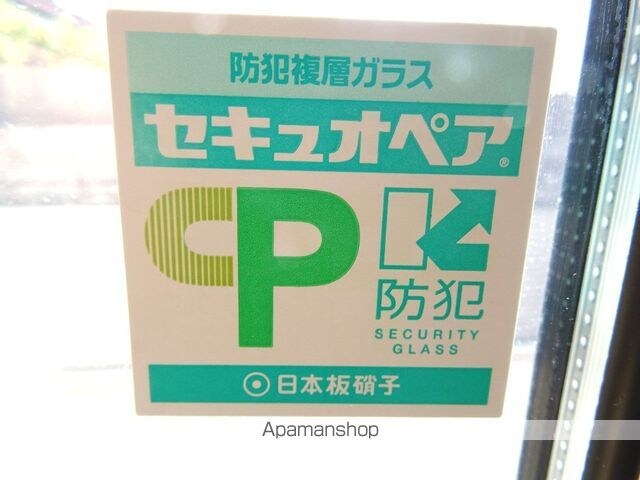 防犯複層ガラス
セキュオペア®
CP
防犯
SECURITY
GLASS
日本板硝子
Apamanshop